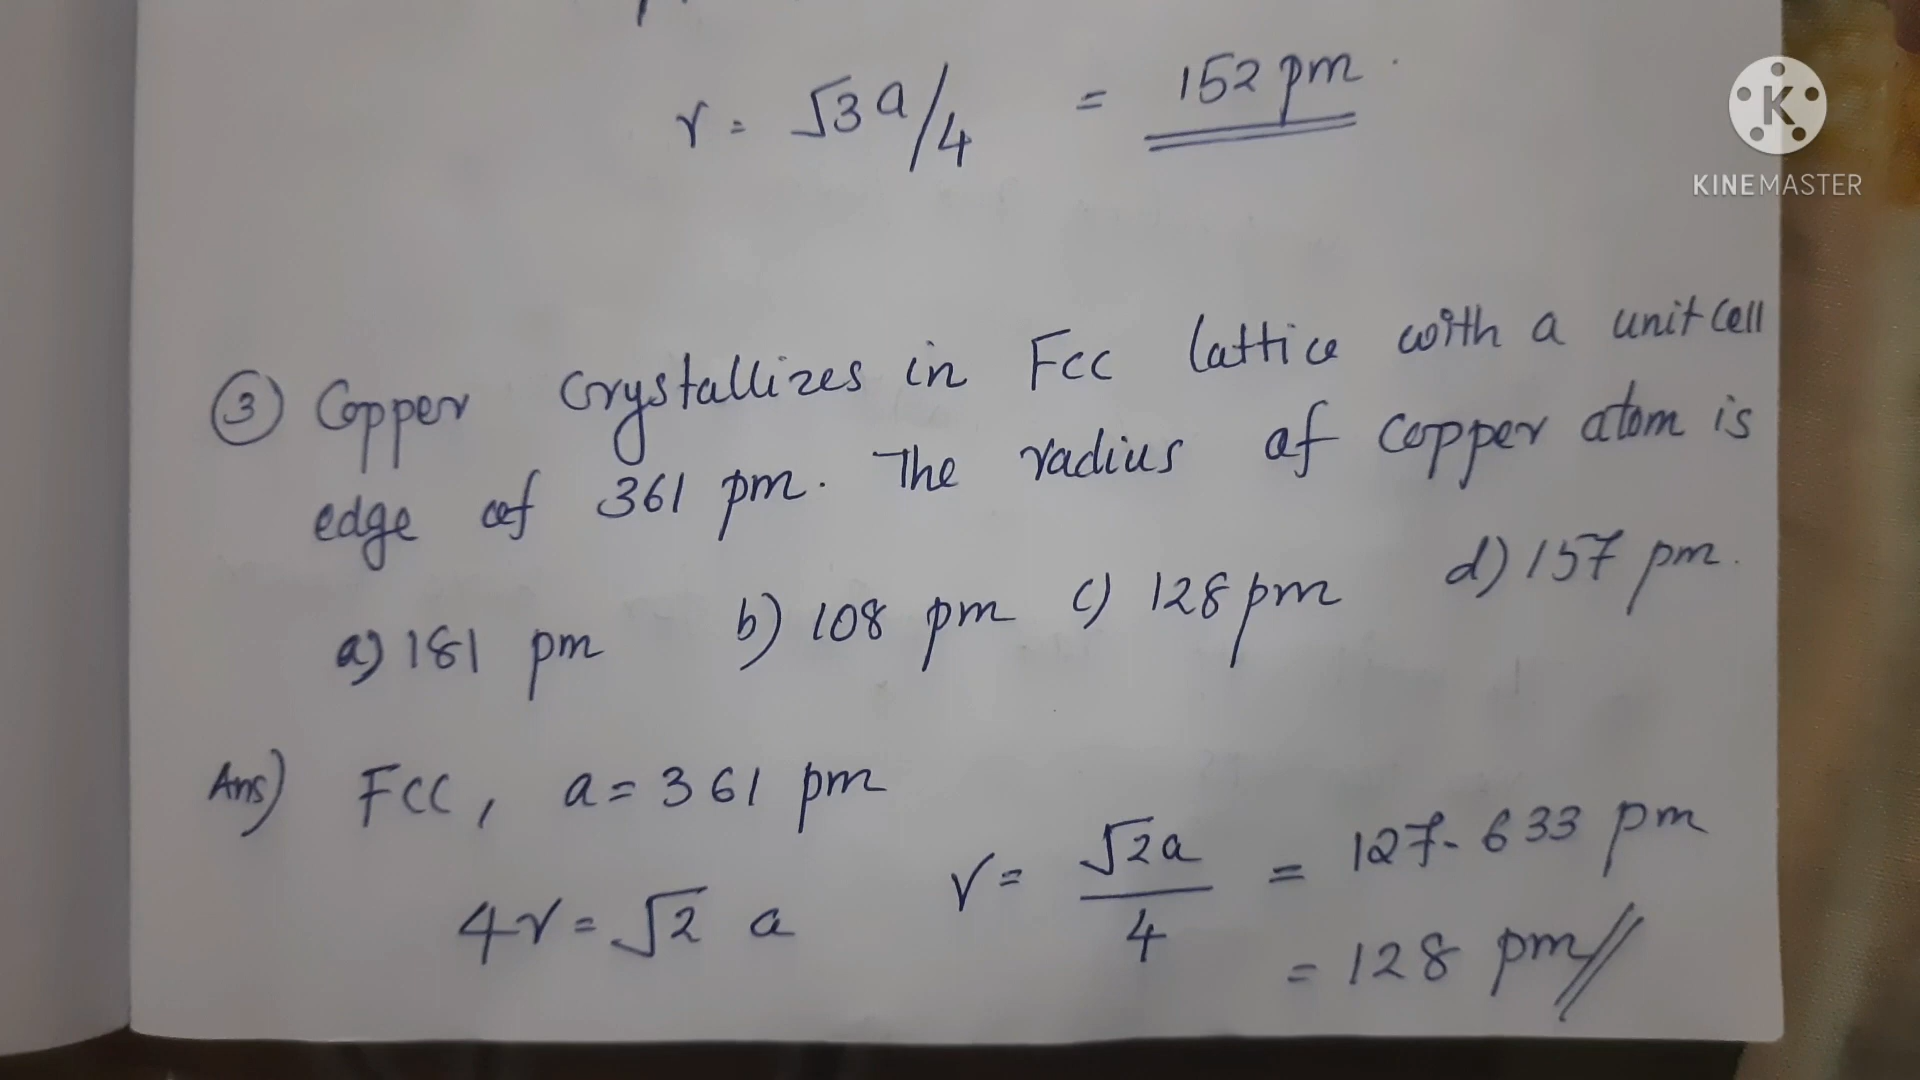 r = √3 a/4 = 152 pm.
KINEMASTER
③ Copper Crystallizes in Fcc lattice with a unit cell
edge of 361 pm. The radius of Copper atom is
a) 181 pm b) 108 pm c) 128 pm d) 157 pm.
Ans) FCC, a = 361 pm
4r = √2 a r = √2a/4 = 127.633 pm
= 128 pm//